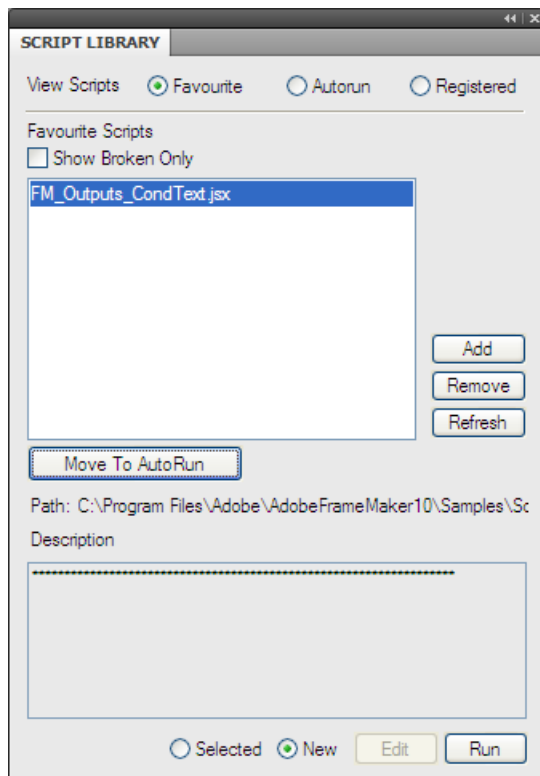 SCRIPT LIBRARY
View Scripts Favourite Autorun Registered
Favourite Scripts
Show Broken Only
FM_Outputs_CondText.jsx
Add
Remove
Refresh
Move To AutoRun
Path: C:\Program Files\Adobe\AdobeFrameMaker10\Samples\Sc
Description
Selected New Edit Run